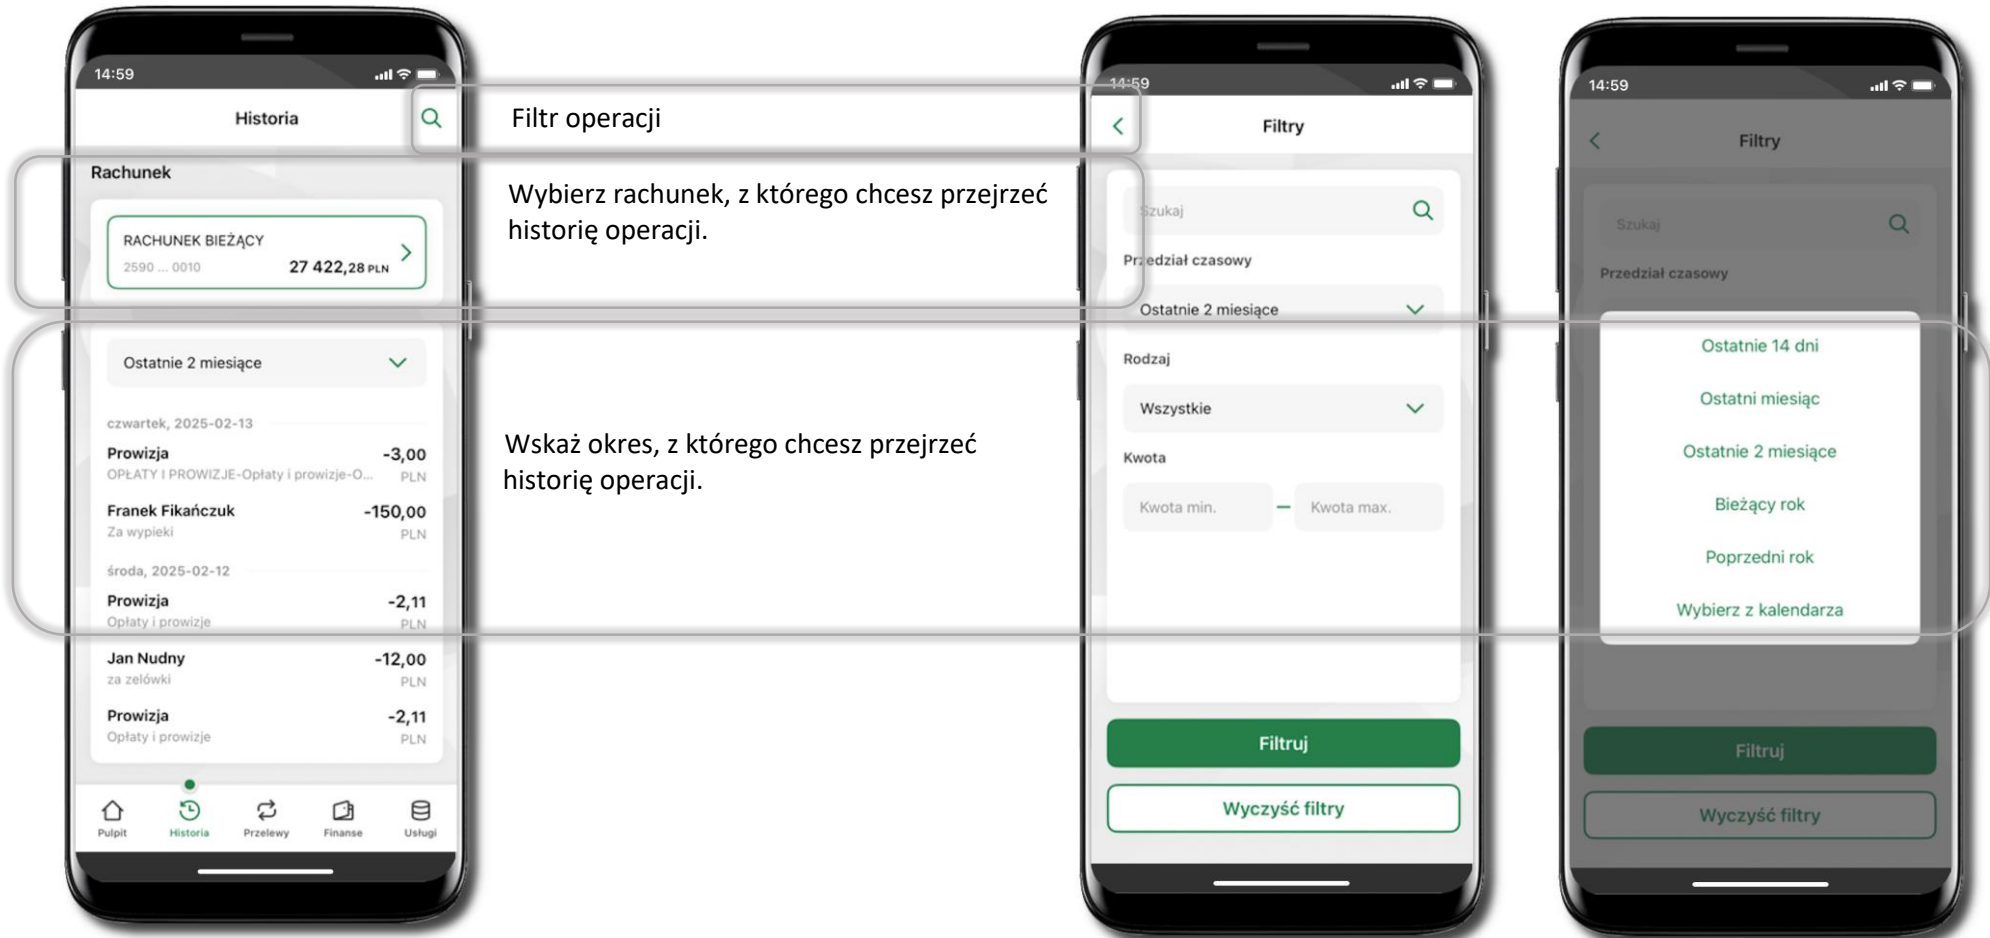 14:59
Historia
Rachunek
RACHUNEK BIEŻĄCY
2590 ... 0010 27 422,28 PLN
Ostatnie 2 miesiące
czwartek, 2025-02-13
Prowizja -3,00
OPŁATY I PROWIZJE-Opłaty i prowizje-O... PLN
Franek Fikańczuk -150,00
Za wypieki PLN
środa, 2025-02-12
Prowizja -2,11
Opłaty i prowizje PLN
Jan Nudny -12,00
za zelówki PLN
Prowizja -2,11
Opłaty i prowizje PLN
Pulpit Historia Przelewy Finanse Usługi
Filtr operacji
Wybierz rachunek, z którego chcesz przejrzeć
historię operacji.
Wskaż okres, z którego chcesz przejrzeć
historię operacji.
14:59
Filtry
Szukaj
Przedział czasowy
Ostatnie 2 miesiące
Rodzaj
Wszystkie
Kwota
Kwota min. — Kwota max.
Filtruj
Wyczyść filtry
14:59
Filtry
Szukaj
Przedział czasowy
Ostatnie 14 dni
Ostatni miesiąc
Ostatnie 2 miesiące
Bieżący rok
Poprzedni rok
Wybierz z kalendarza
Filtruj
Wyczyść filtry